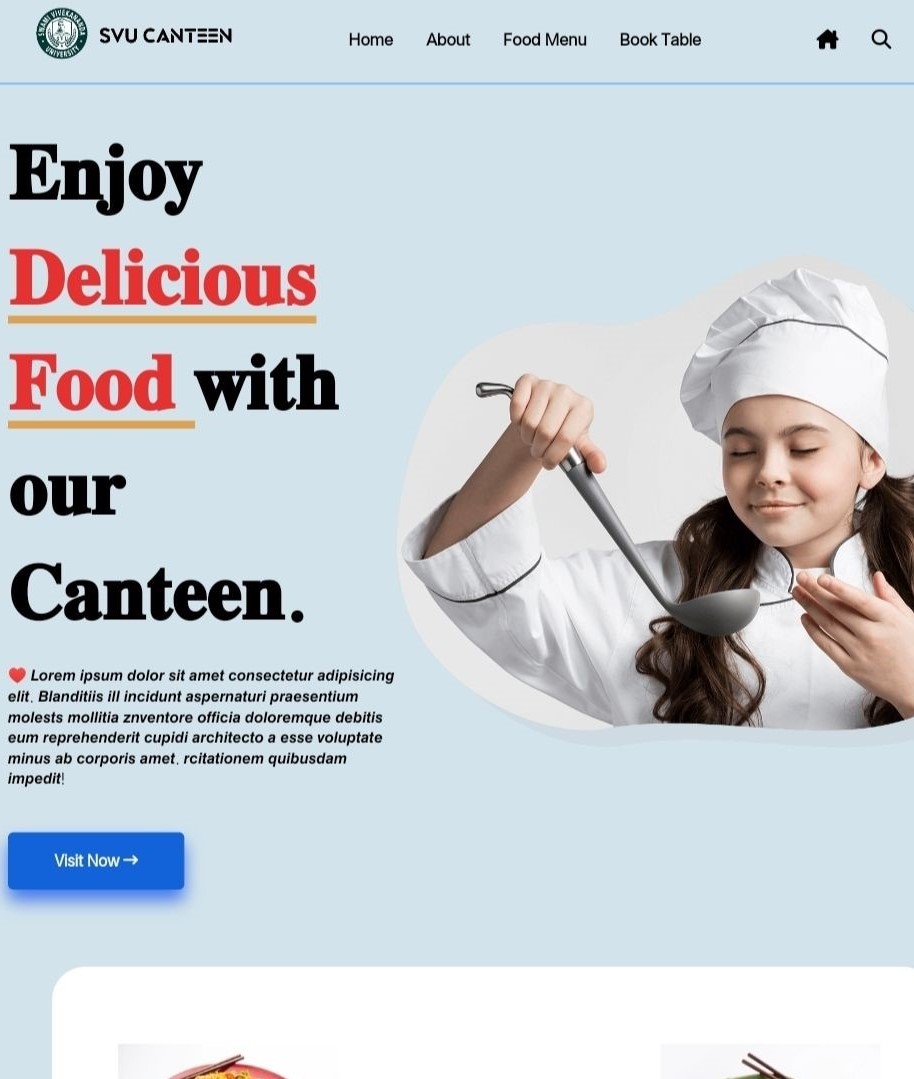 SWAMI VIVEKANANDA
UNIVERSITY
SVU CANTEEN
Home
About
Food Menu
Book Table
Enjoy
Delicious
Food with
our
Canteen.
Lorem ipsum dolor sit amet consectetur adipisicing
elit. Blanditiis ill incidunt aspernaturi praesentium
molests mollitia znventore officia doloremque debitis
eum reprehenderit cupidi architecto a esse voluptate
minus ab corporis amet. rcitationem quibusdam
impedit!
Visit Now →